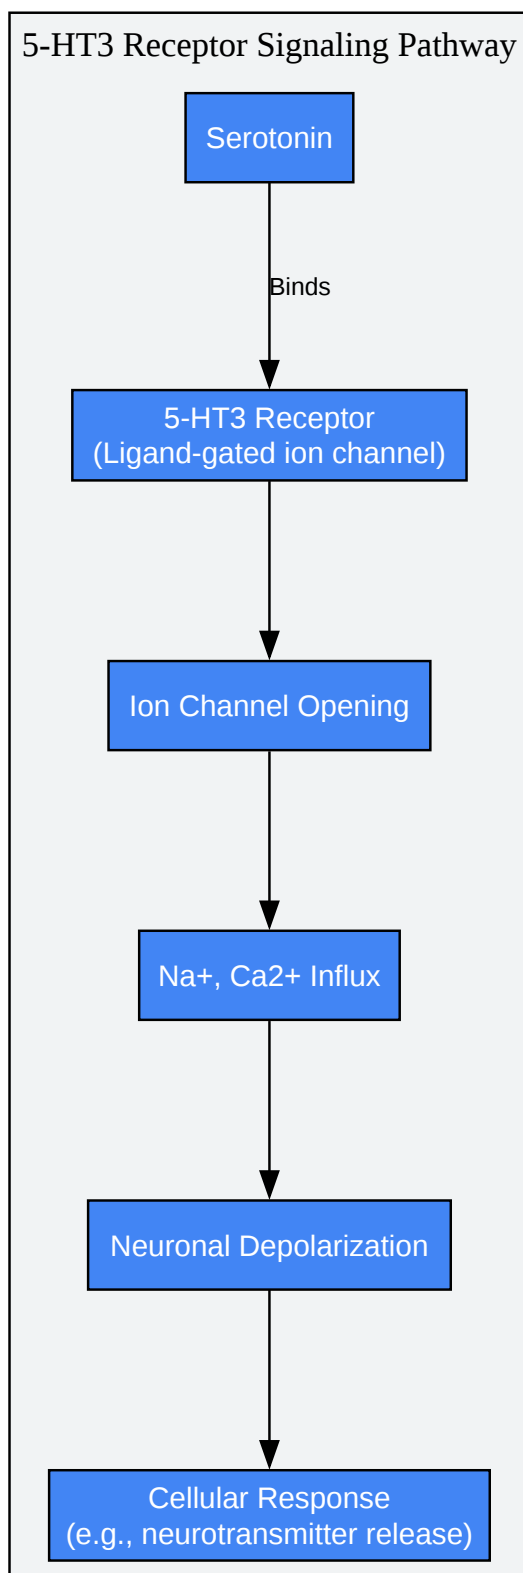 5-HT3 Receptor Signaling Pathway
Serotonin
Binds
5-HT3 Receptor
(Ligand-gated ion channel)
Ion Channel Opening
Na+, Ca2+ Influx
Neuronal Depolarization
Cellular Response
(e.g., neurotransmitter release)